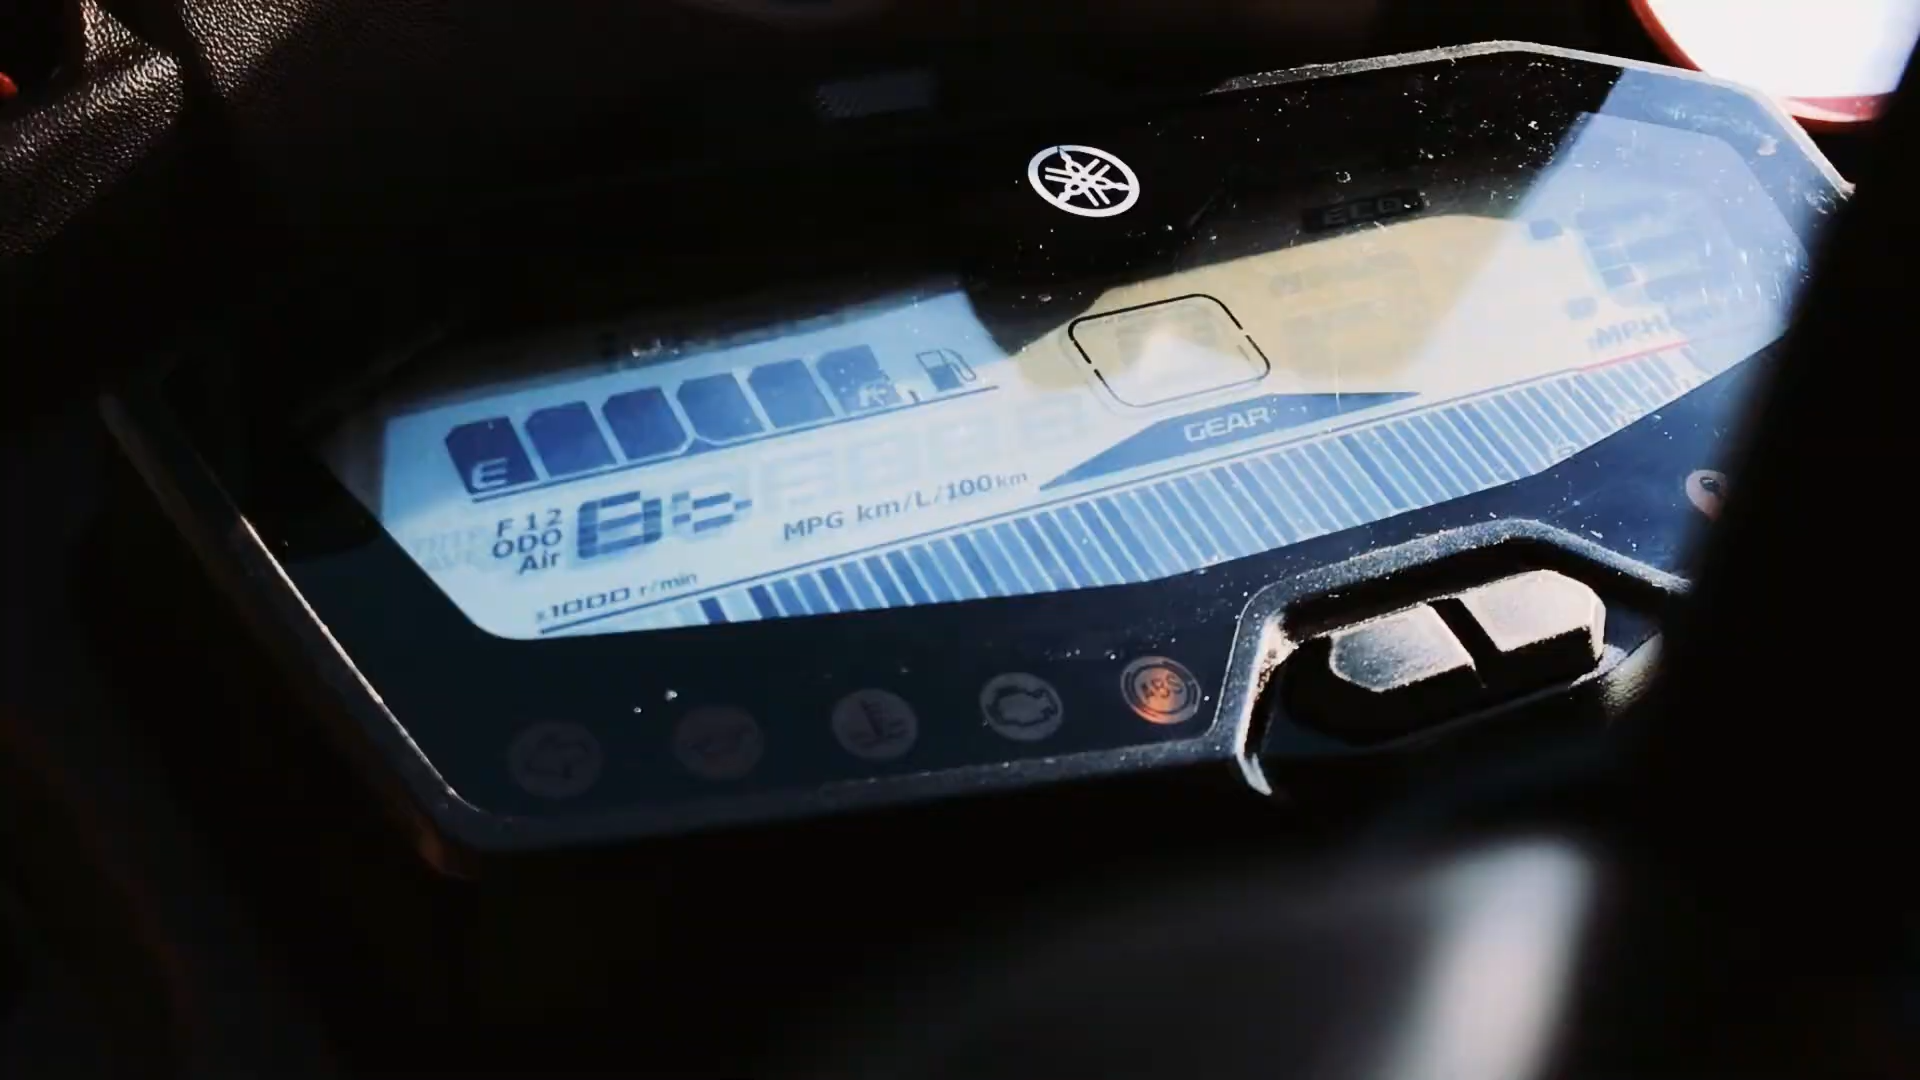 ECO
E
F
GEAR
MPH
F 12
ODO
Air
MPG km/L/100km
x1000 r/min
ABS